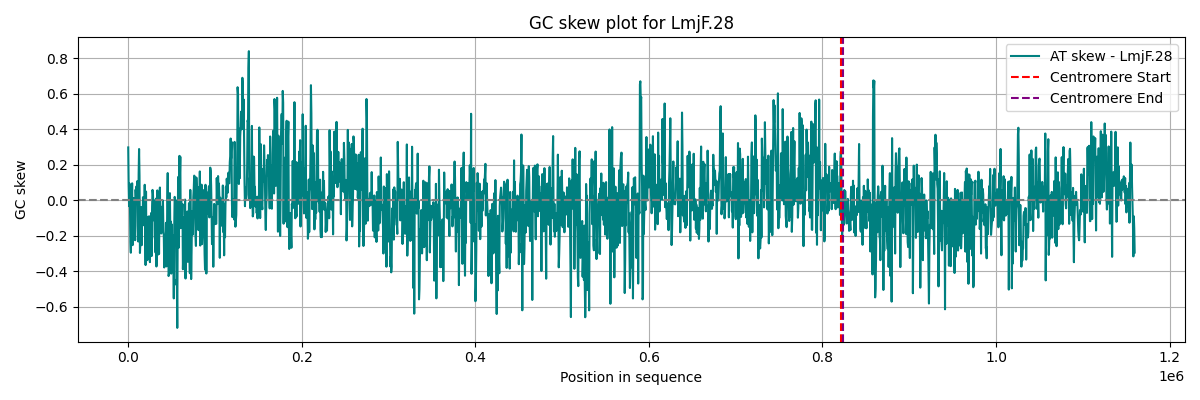 GC skew plot for LmjF.28
AT skew - LmjF.28
Centromere Start
Centromere End
GC skew
0.8
0.6
0.4
0.2
0.0
−0.2
−0.4
−0.6
0.0 0.2 0.4 0.6 0.8 1.0 1.2
1e6
Position in sequence